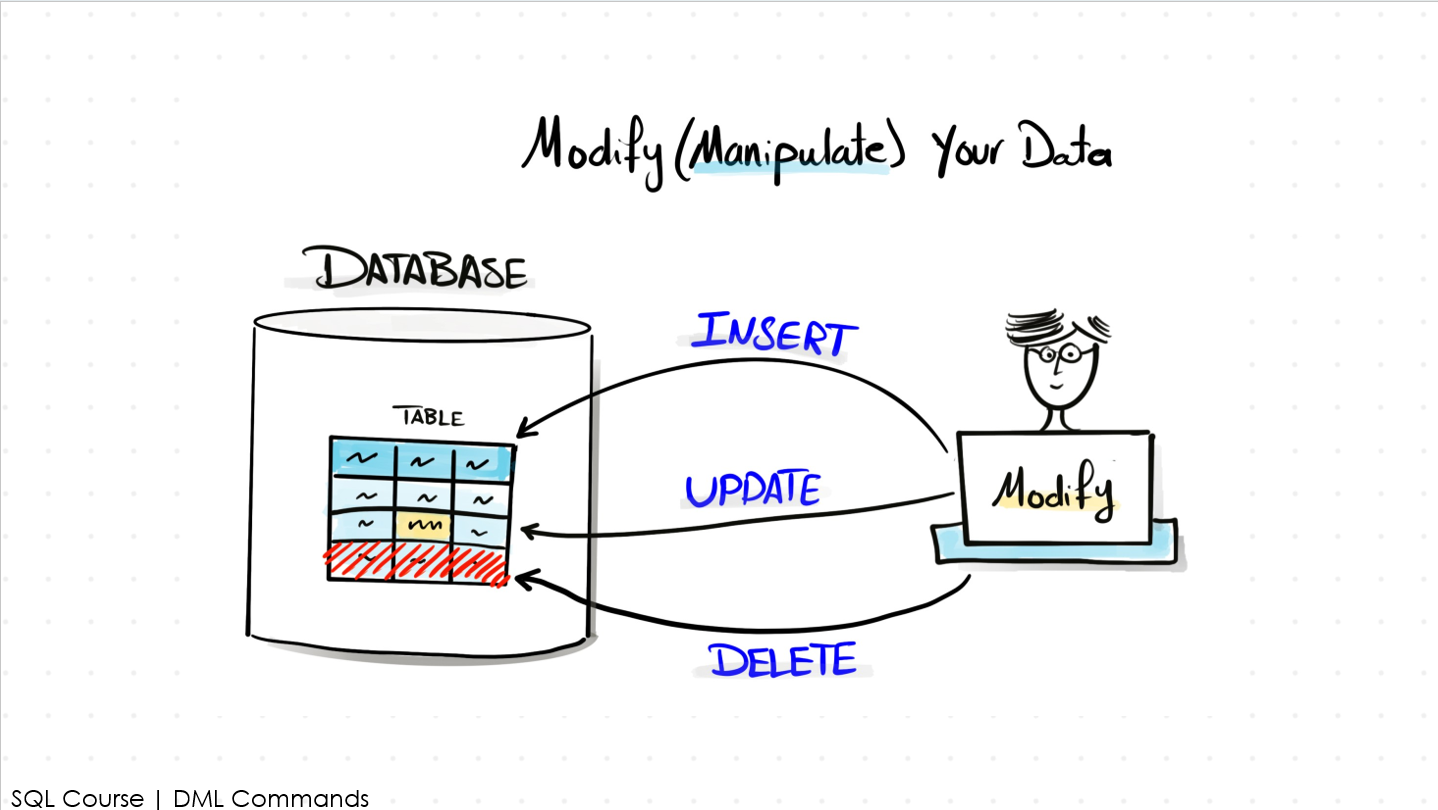 Modify (Manipulate) Your Data
DATABASE
INSERT
TABLE
UPDATE
Modify
DELETE
SQL Course | DML Commands